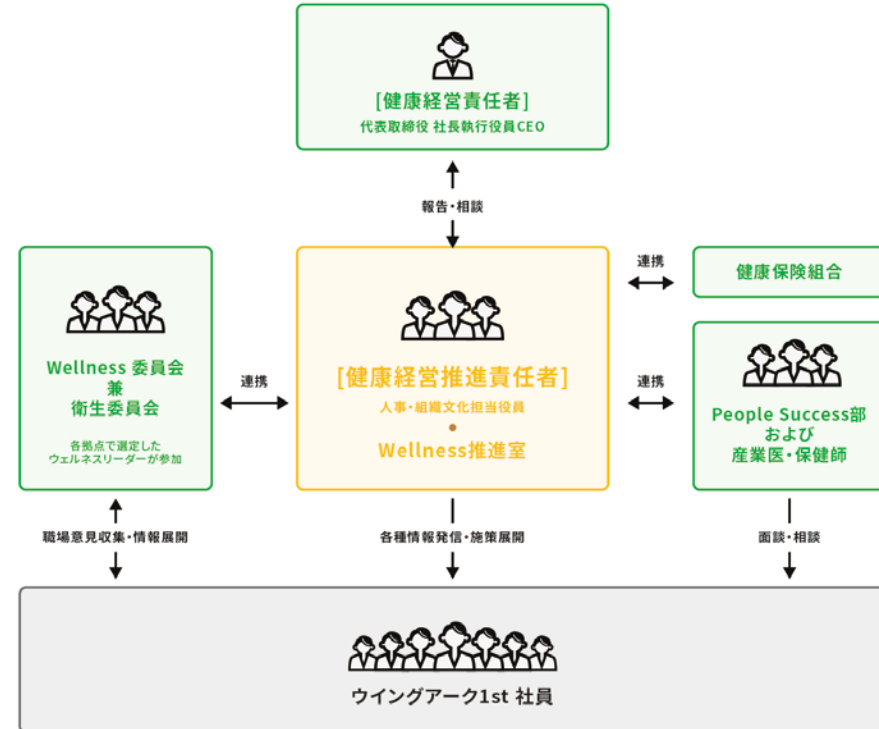 [健康経営責任者]
代表取締役 社長執行役員CEO
報告・相談
Wellness 委員会
兼
衛生委員会
各拠点で選定した
ウェルネスリーダーが参加
連携
[健康経営推進責任者]
人事・組織文化担当役員
•
Wellness推進室
連携
健康保険組合
連携
People Success部
および
産業医・保健師
職場意見収集・情報展開
各種情報発信・施策展開
面談・相談
ウイングアーク1st 社員